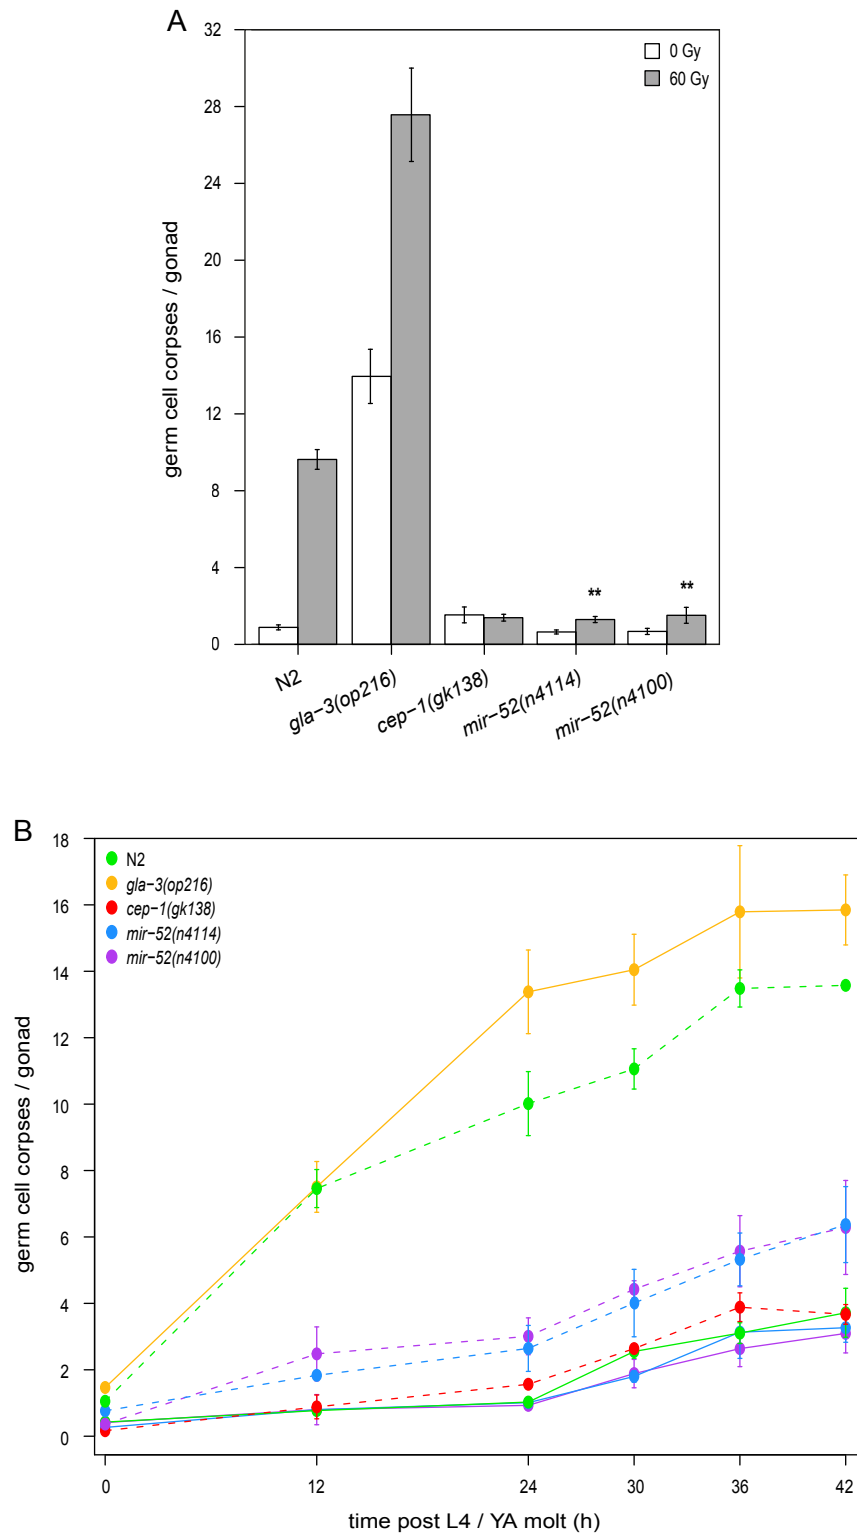 A
32
28
24
20
16
12
8
4
0
germ cell corpses / gonad
0 Gy
60 Gy
**
**
N2
gla−3(op216)
cep−1(gk138)
mir−52(n4114)
mir−52(n4100)
B
18
16
14
12
10
8
6
4
2
0
germ cell corpses / gonad
N2
gla−3(op216)
cep−1(gk138)
mir−52(n4114)
mir−52(n4100)
0 12 24 30 36 42
time post L4 / YA molt (h)